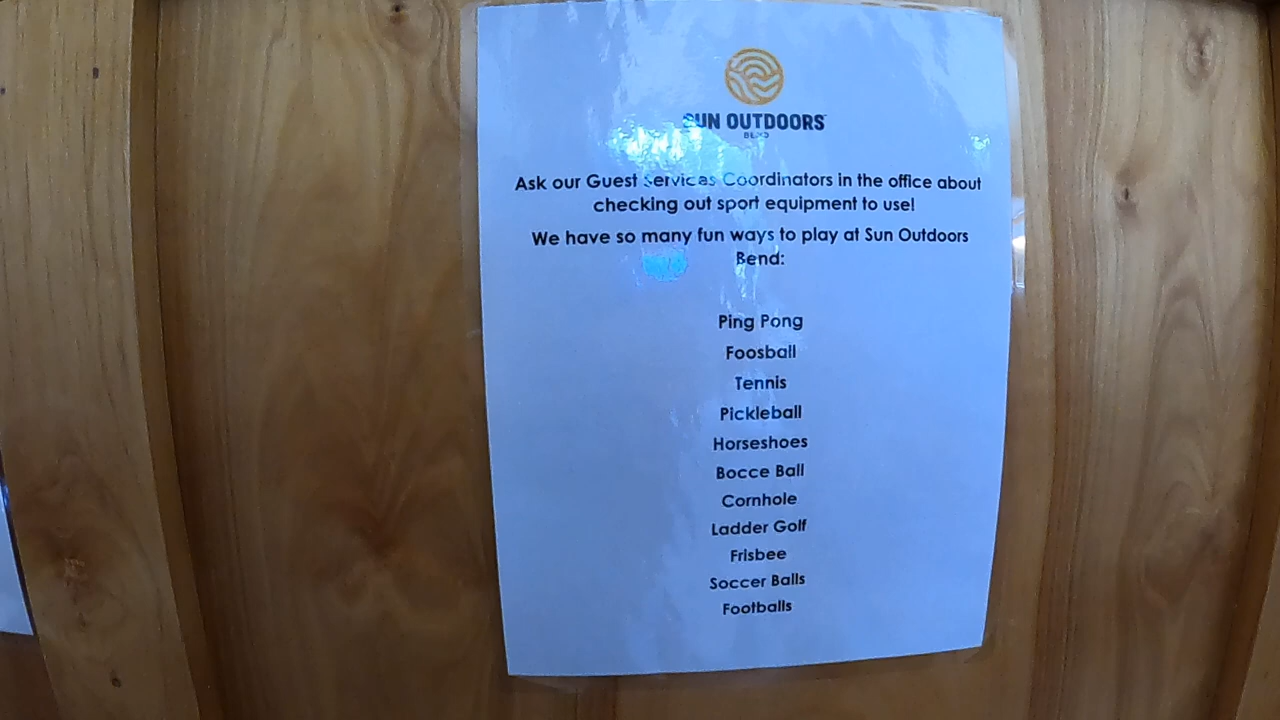 SUN OUTDOORS
BEND
Ask our Guest Services Coordinators in the office about
checking out sport equipment to use!
We have so many fun ways to play at Sun Outdoors
Bend:
Ping Pong
Foosball
Tennis
Pickleball
Horseshoes
Bocce Ball
Cornhole
Ladder Golf
Frisbee
Soccer Balls
Footballs